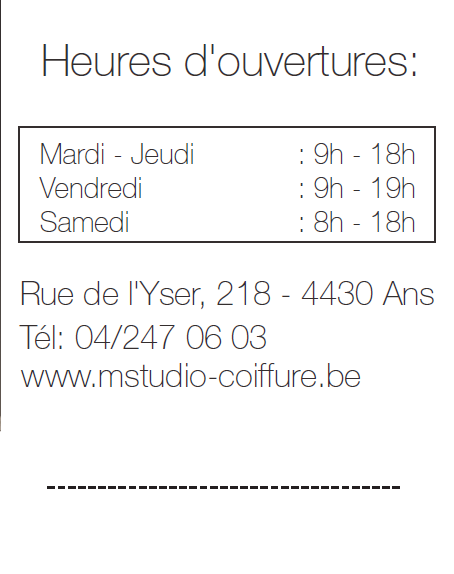 Heures d'ouvertures:
Mardi - Jeudi : 9h - 18h
Vendredi : 9h - 19h
Samedi : 8h - 18h
Rue de l'Yser, 218 - 4430 Ans
Tél: 04/247 06 03
www.mstudio-coiffure.be
-----------------------------------